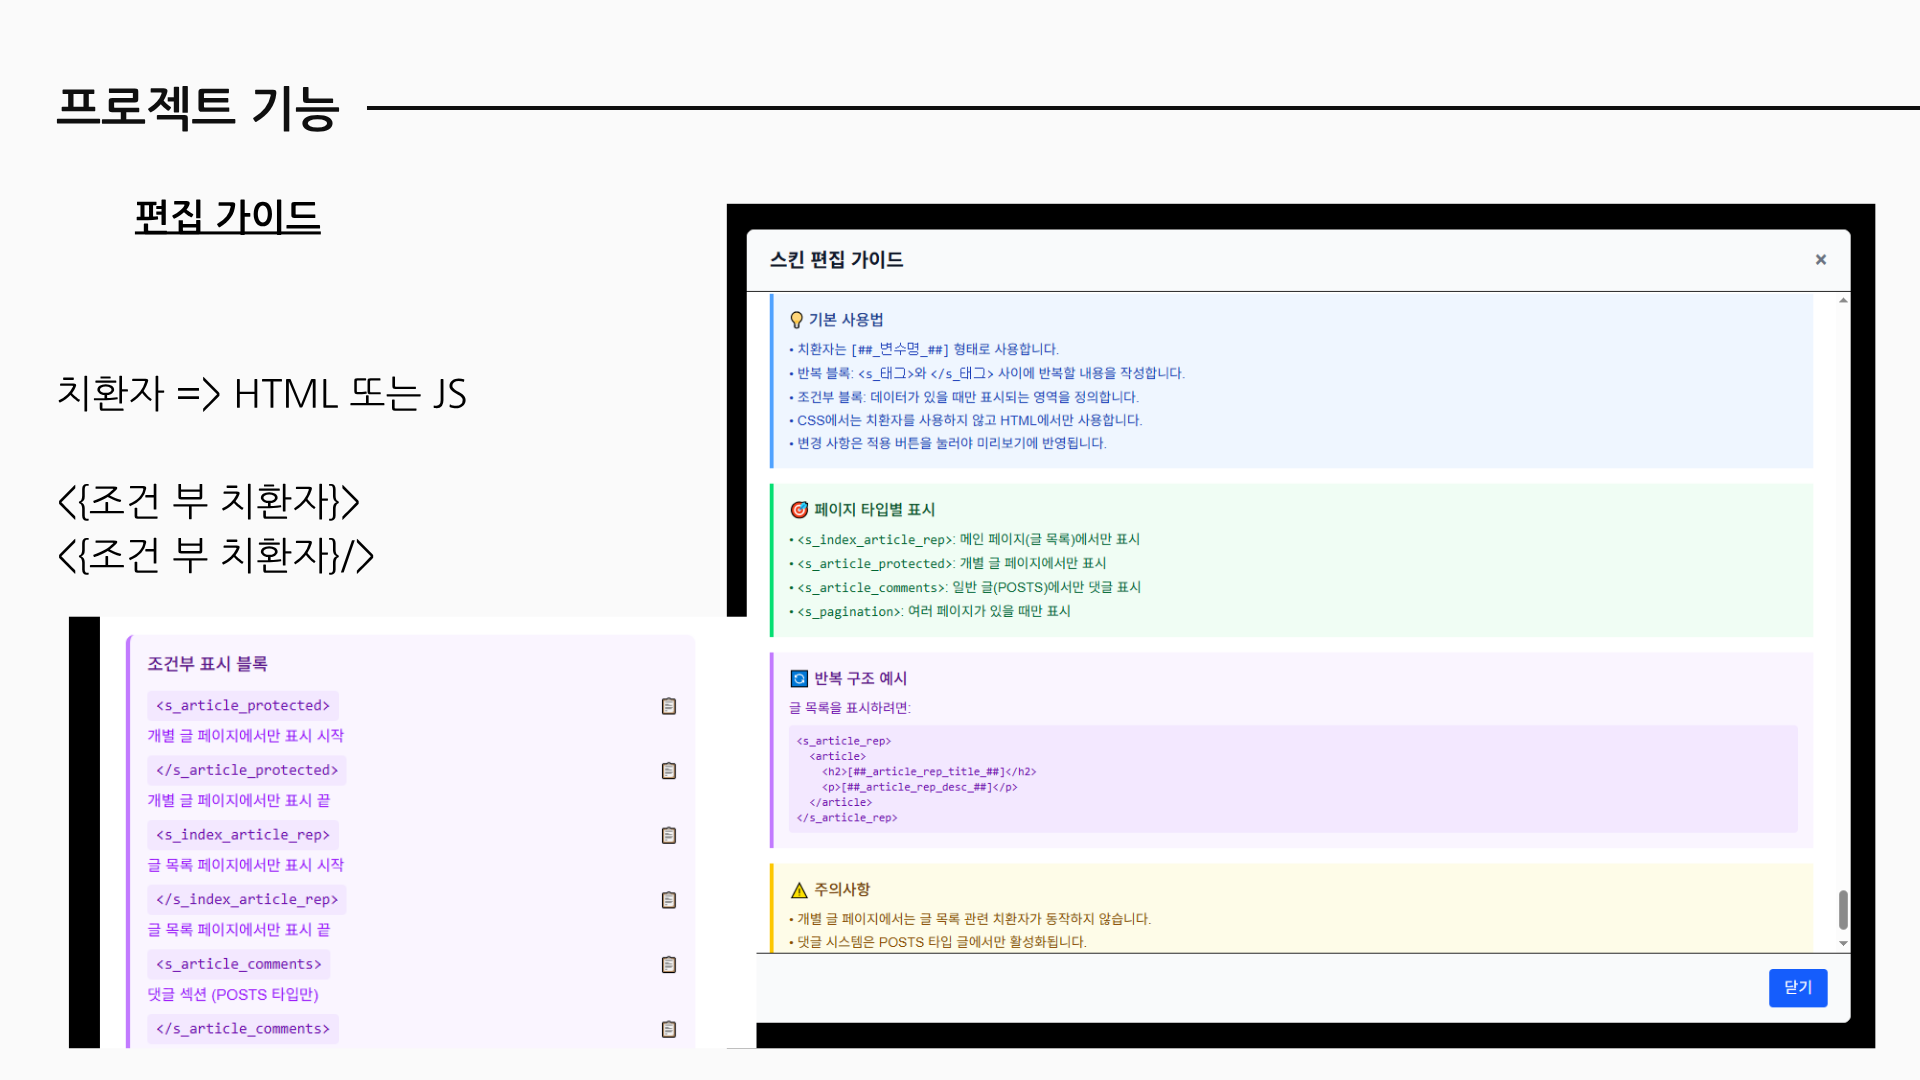 프로젝트 기능
편집 가이드
치환자 => HTML 또는 JS
<{조건 부 치환자}>
<{조건 부 치환자}/>
조건부 표시 블록
<s_article_protected>
개별 글 페이지에서만 표시 시작
</s_article_protected>
개별 글 페이지에서만 표시 끝
<s_index_article_rep>
글 목록 페이지에서만 표시 시작
</s_index_article_rep>
글 목록 페이지에서만 표시 끝
<s_article_comments>
댓글 섹션 (POSTS 타입만)
</s_article_comments>
스킨 편집 가이드
×
기본 사용법
• 치환자는 [##_변수명_##] 형태로 사용합니다.
• 반복 블록: <s_태그>와 </s_태그> 사이에 반복할 내용을 작성합니다.
• 조건부 블록: 데이터가 있을 때만 표시되는 영역을 정의합니다.
• CSS에서는 치환자를 사용하지 않고 HTML에서만 사용합니다.
• 변경 사항은 적용 버튼을 눌러야 미리보기에 반영됩니다.
페이지 타입별 표시
• <s_index_article_rep>: 메인 페이지(글 목록)에서만 표시
• <s_article_protected>: 개별 글 페이지에서만 표시
• <s_article_comments>: 일반 글(POSTS)에서만 댓글 표시
• <s_pagination>: 여러 페이지가 있을 때만 표시
반복 구조 예시
글 목록을 표시하려면:
<s_article_rep>
<article>
<h2>[##_article_rep_title_##]</h2>
<p>[##_article_rep_desc_##]</p>
</article>
</s_article_rep>
주의사항
• 개별 글 페이지에서는 글 목록 관련 치환자가 동작하지 않습니다.
• 댓글 시스템은 POSTS 타입 글에서만 활성화됩니다.
닫기